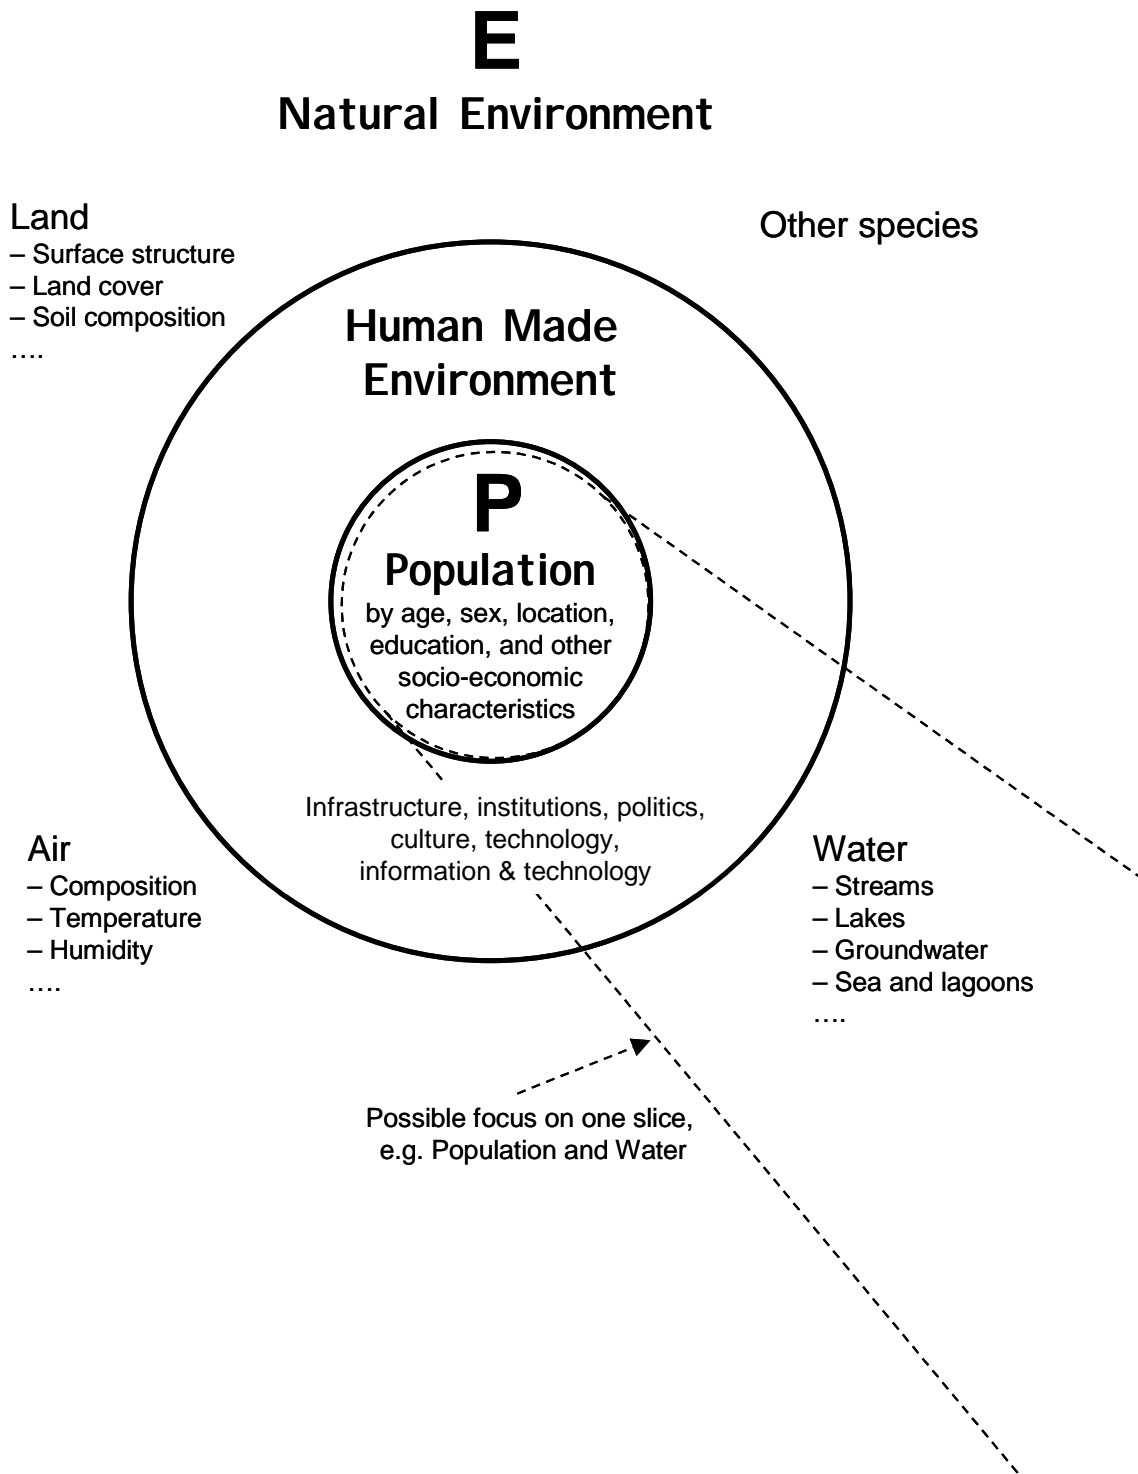 E
Natural Environment
Land
– Surface structure
– Land cover
– Soil composition
....
Other species
Human Made
Environment
P
Population
by age, sex, location,
education, and other
socio-economic
characteristics
Infrastructure, institutions, politics,
culture, technology,
information & technology
Air
– Composition
– Temperature
– Humidity
....
Water
– Streams
– Lakes
– Groundwater
– Sea and lagoons
....
Possible focus on one slice,
e.g. Population and Water